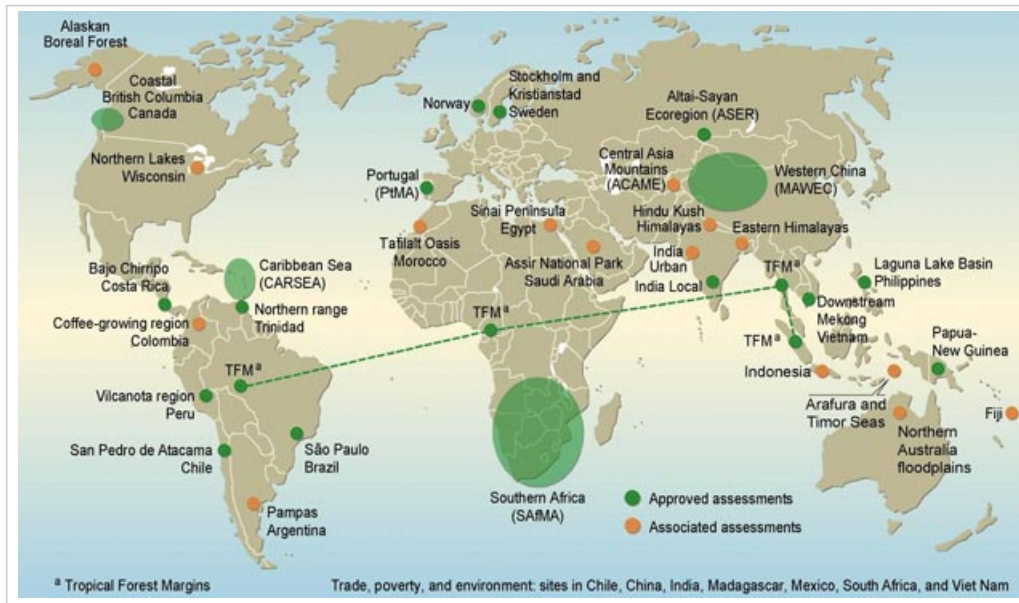 Alaskan
Boreal Forest
Coastal
British Columbia
Canada
Northern Lakes
Wisconsin
Norway
Stockholm and
Kristianstad
Sweden
Altai-Sayan
Ecoregion (ASER)
Portugal
(PtMA)
Central Asia
Mountains
(ACAME)
Western China
(MAWEC)
Tafilalt Oasis
Morocco
Sinai Peninsula
Egypt
Assir National Park
Saudi Arabia
Hindu Kush
Himalayas
Eastern Himalayas
India
Urban
India Local
Bajo Chirripo
Costa Rica
Caribbean Sea
(CARSEA)
Northern range
Trinidad
Coffee-growing region
Colombia
TFM a
TFM a
TFM a
TFM a
Laguna Lake Basin
Philippines
Downstream
Mekong
Vietnam
Papua-
New Guinea
Indonesia
Arafura and
Timor Seas
Northern
Australia
floodplains
Fiji
Vilcanota region
Peru
San Pedro de Atacama
Chile
São Paulo
Brazil
Pampas
Argentina
Southern Africa
(SAfMA)
Approved assessments
Associated assessments
a Tropical Forest Margins
Trade, poverty, and environment: sites in Chile, China, India, Madagascar, Mexico, South Africa, and Viet Nam